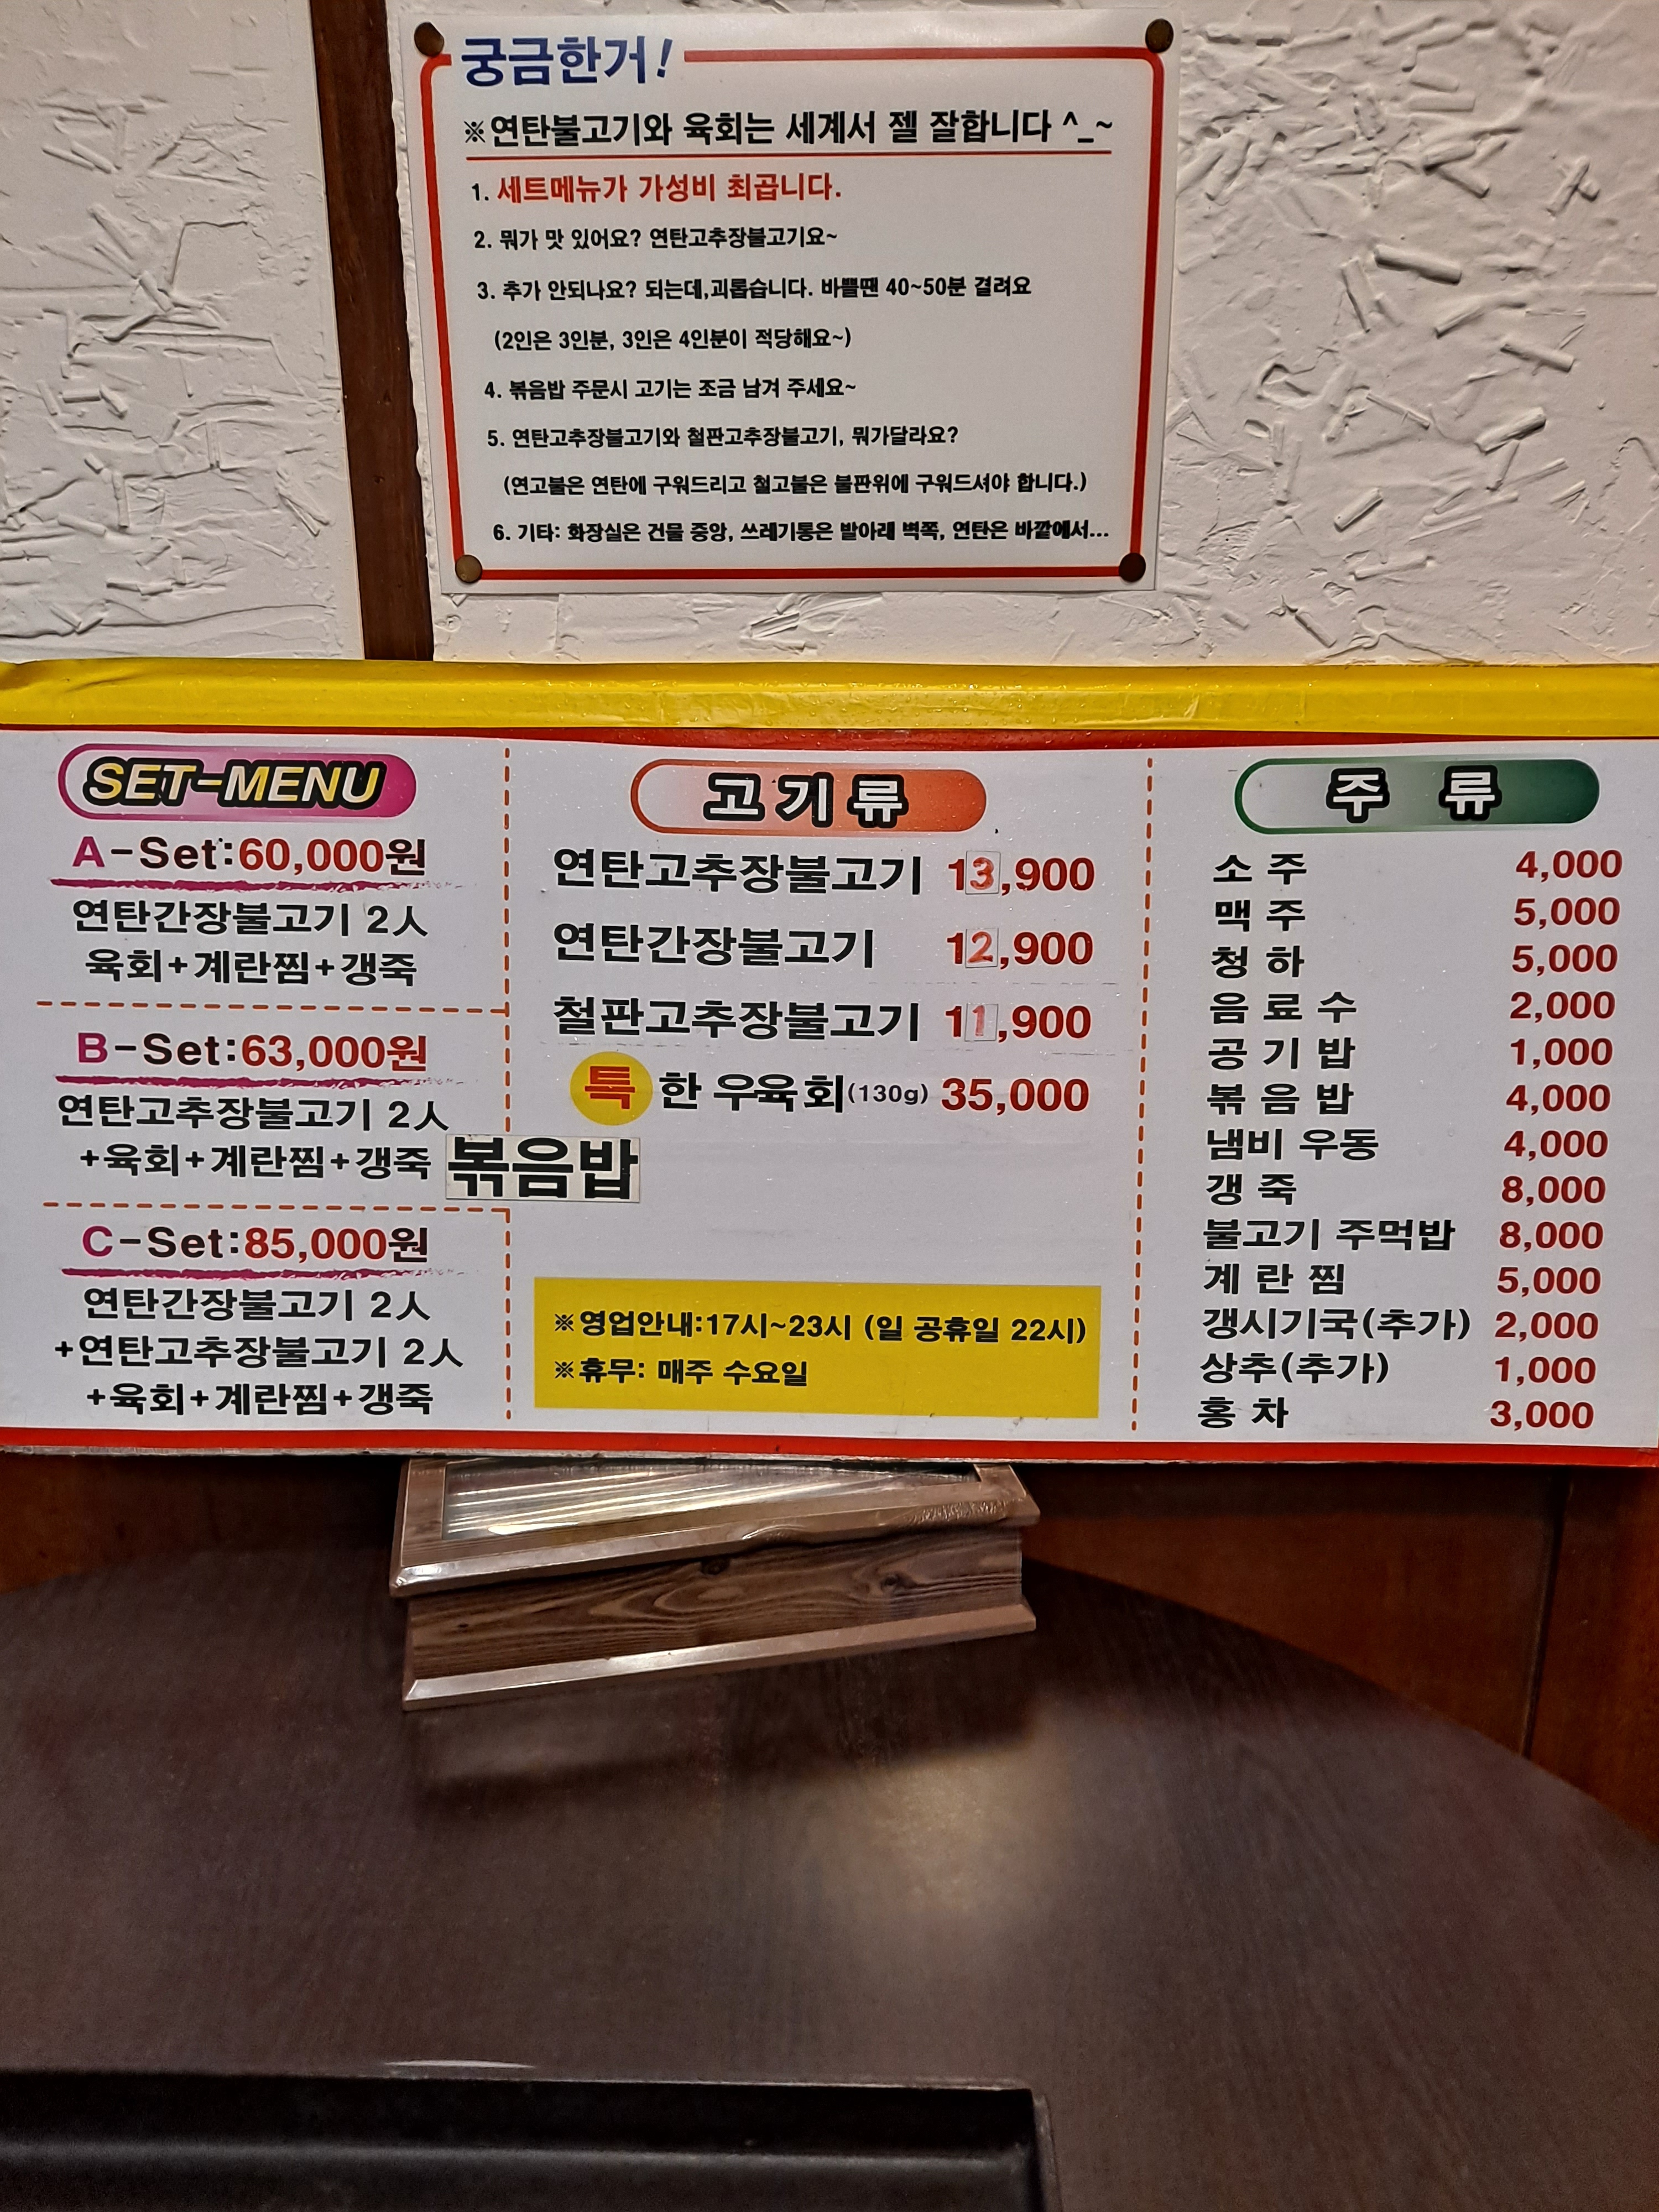 궁금한거!
※연탄불고기와 육회는 세계서 젤 잘합니다 ^_~
1. 세트메뉴가 가성비 최곱니다.
2. 뭐가 맛 있어요? 연탄고추장불고기요~
3. 추가 안되나요? 되는데,괴롭습니다. 바쁠땐 40~50분 걸려요
(2인은 3인분, 3인은 4인분이 적당해요~)
4. 볶음밥 주문시 고기는 조금 남겨 주세요~
5. 연탄고추장불고기와 철판고추장불고기, 뭐가달라요?
(연고불은 연탄에 구워드리고 철고불은 불판위에 구워드셔야 합니다.)
6. 기타: 화장실은 건물 중앙, 쓰레기통은 발아래 벽쪽, 연탄은 바깥에서...
SET-MENU
A-Set:60,000원
연탄간장불고기 2人
육회+계란찜+갱죽
B-Set:63,000원
연탄고추장불고기 2人
+육회+계란찜+갱죽 볶음밥
C-Set:85,000원
연탄간장불고기 2人
+연탄고추장불고기 2人
+육회+계란찜+갱죽
고기류
연탄고추장불고기 13,900
연탄간장불고기 12,900
철판고추장불고기 11,900
특 한우육회(130g) 35,000
※영업안내:17시~23시 (일 공휴일 22시)
※휴무: 매주 수요일
주 류
소 주 4,000
맥 주 5,000
청 하 5,000
음 료 수 2,000
공 기 밥 1,000
볶 음 밥 4,000
냄비 우동 4,000
갱 죽 8,000
불고기 주먹밥 8,000
계 란 찜 5,000
갱시기국(추가) 2,000
상추(추가) 1,000
홍 차 3,000